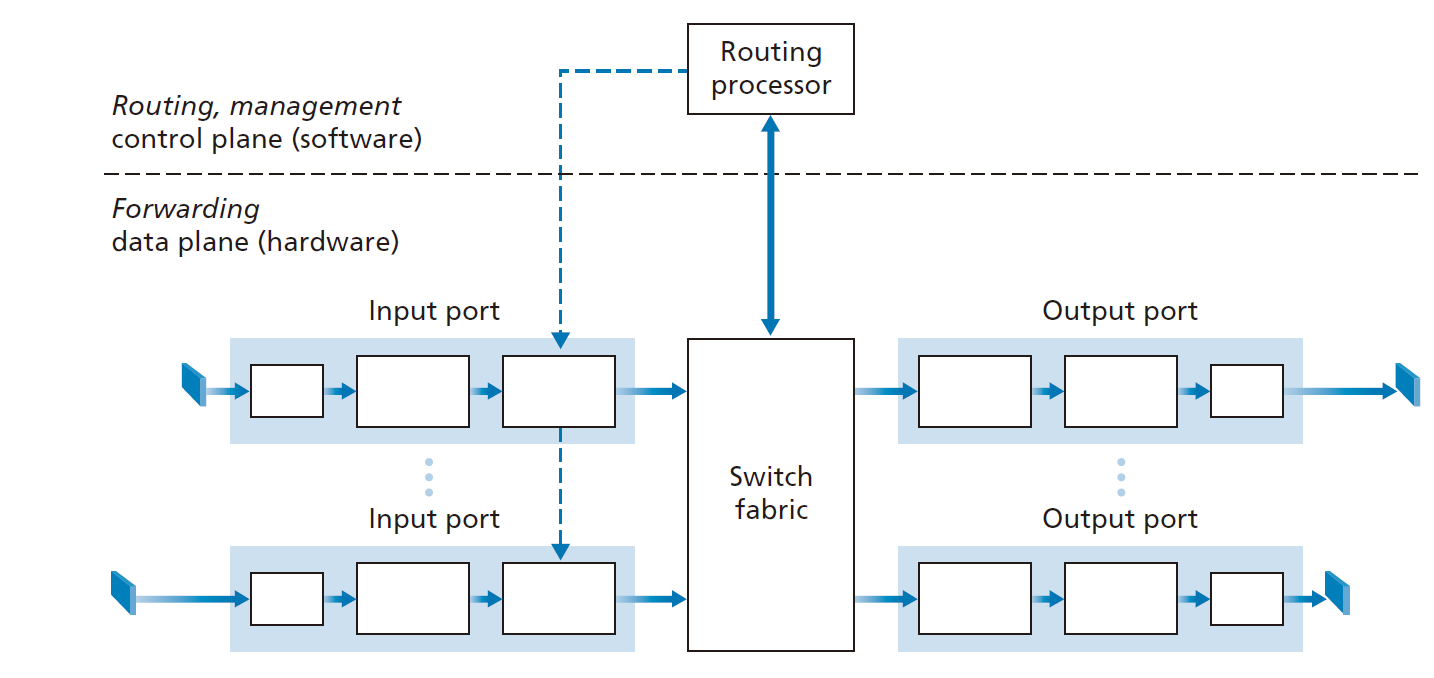 Routing
processor
Routing, management
control plane (software)
Forwarding
data plane (hardware)
Input port
Output port
Switch
fabric
Input port
Output port